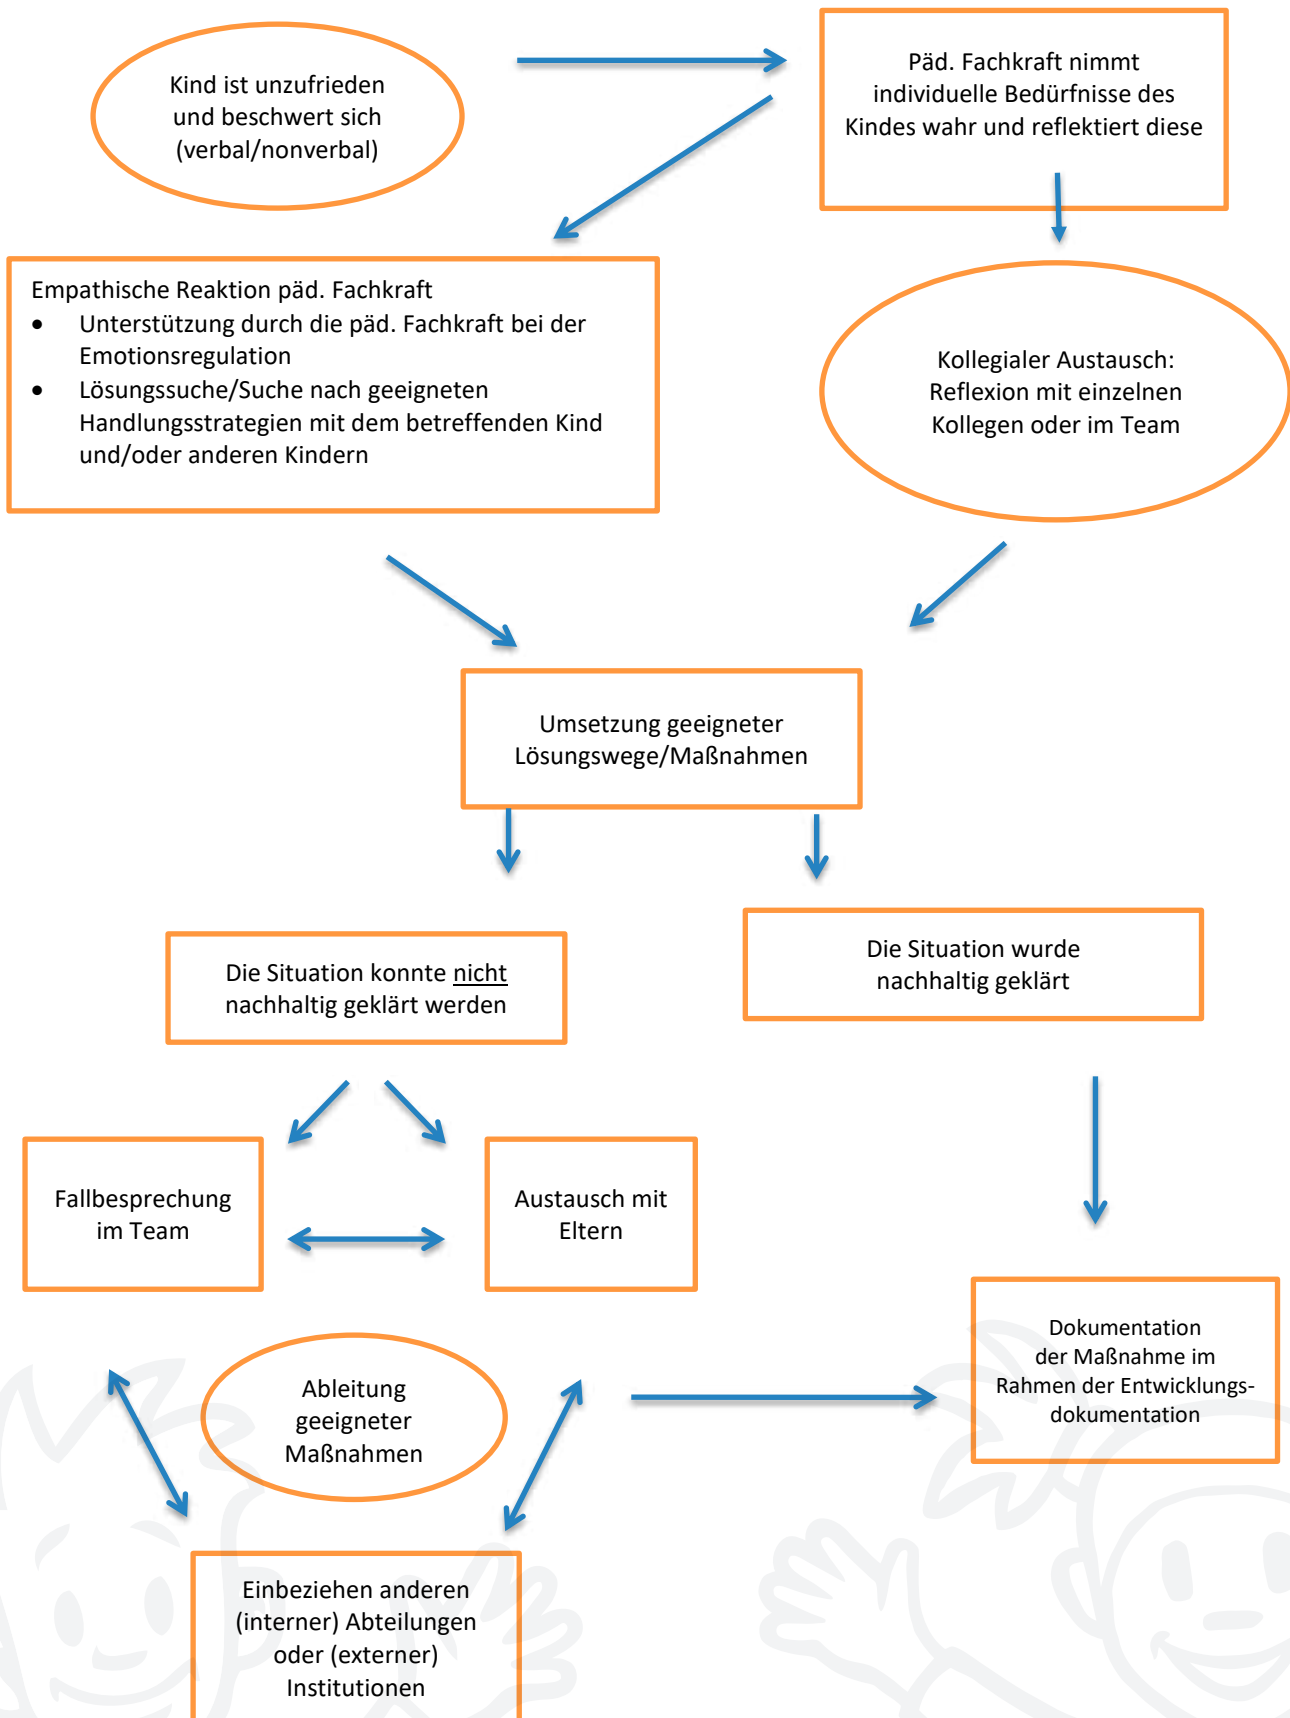 Kind ist unzufrieden
und beschwert sich
(verbal/nonverbal)
Päd. Fachkraft nimmt
individuelle Bedürfnisse des
Kindes wahr und reflektiert diese
Empathische Reaktion päd. Fachkraft
• Unterstützung durch die päd. Fachkraft bei der
Emotionsregulation
• Lösungssuche/Suche nach geeigneten
Handlungsstrategien mit dem betreffenden Kind
und/oder anderen Kindern
Kollegialer Austausch:
Reflexion mit einzelnen
Kollegen oder im Team
Umsetzung geeigneter
Lösungswege/Maßnahmen
Die Situation konnte nicht
nachhaltig geklärt werden
Die Situation wurde
nachhaltig geklärt
Fallbesprechung
im Team
Austausch mit
Eltern
Dokumentation
der Maßnahme im
Rahmen der Entwicklungs-
dokumentation
Ableitung
geeigneter
Maßnahmen
Einbeziehen anderen
(interner) Abteilungen
oder (externer)
Institutionen